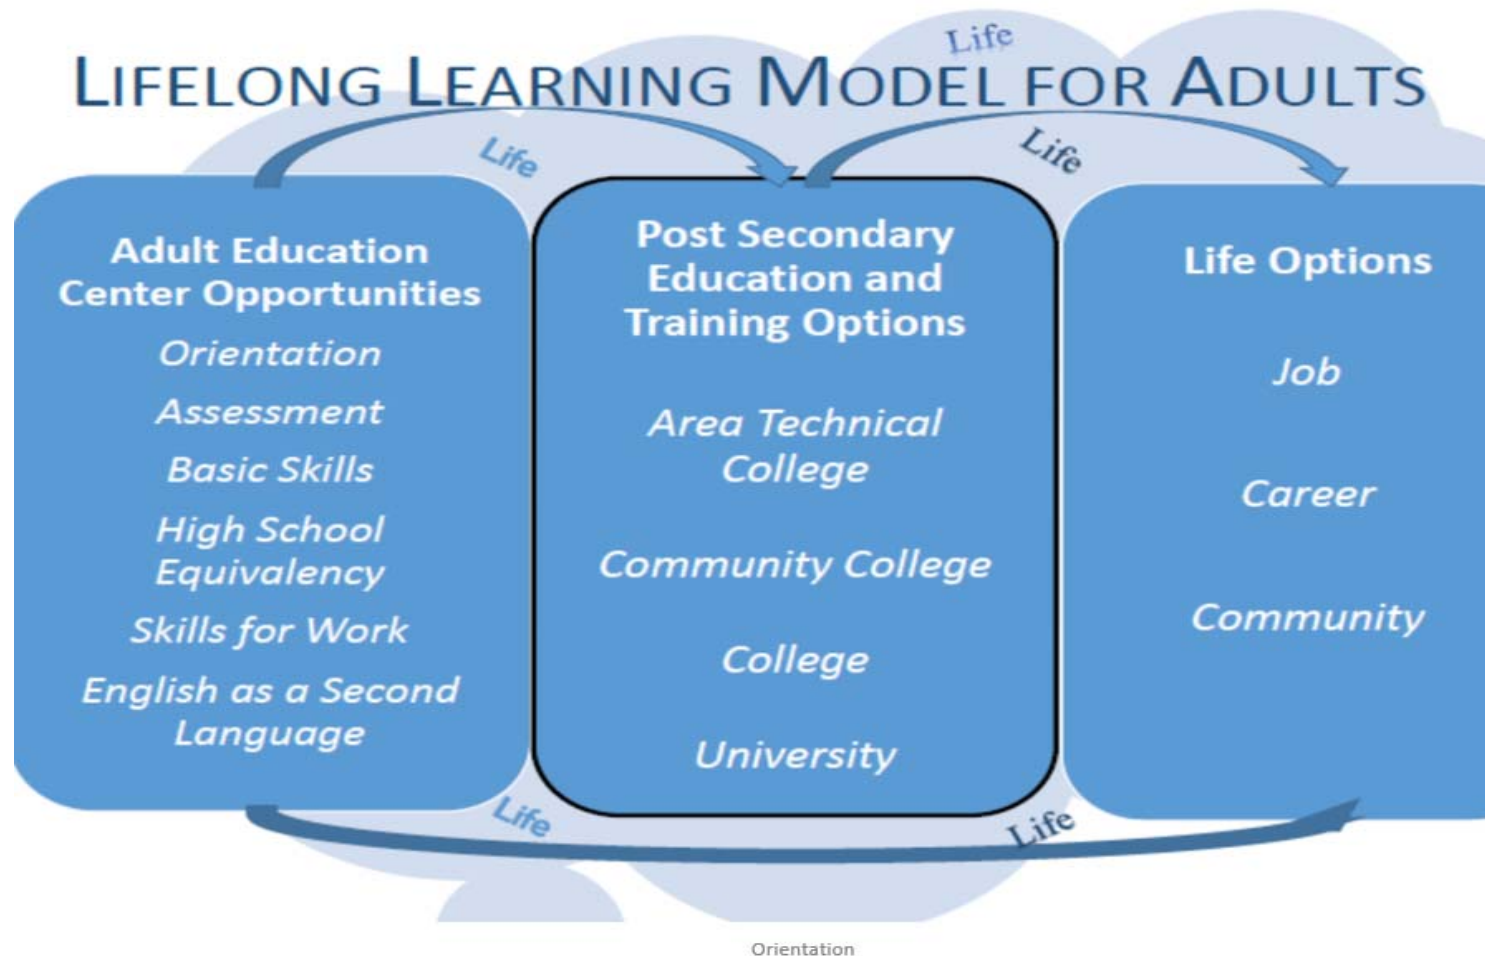 Life
LIFELONG LEARNING MODEL FOR ADULTS
Life
Life
Adult Education
Center Opportunities
Orientation
Assessment
Basic Skills
High School
Equivalency
Skills for Work
English as a Second
Language
Post Secondary
Education and
Training Options
Area Technical
College
Community College
College
University
Life Options
Job
Career
Community
Life
Life
Orientation